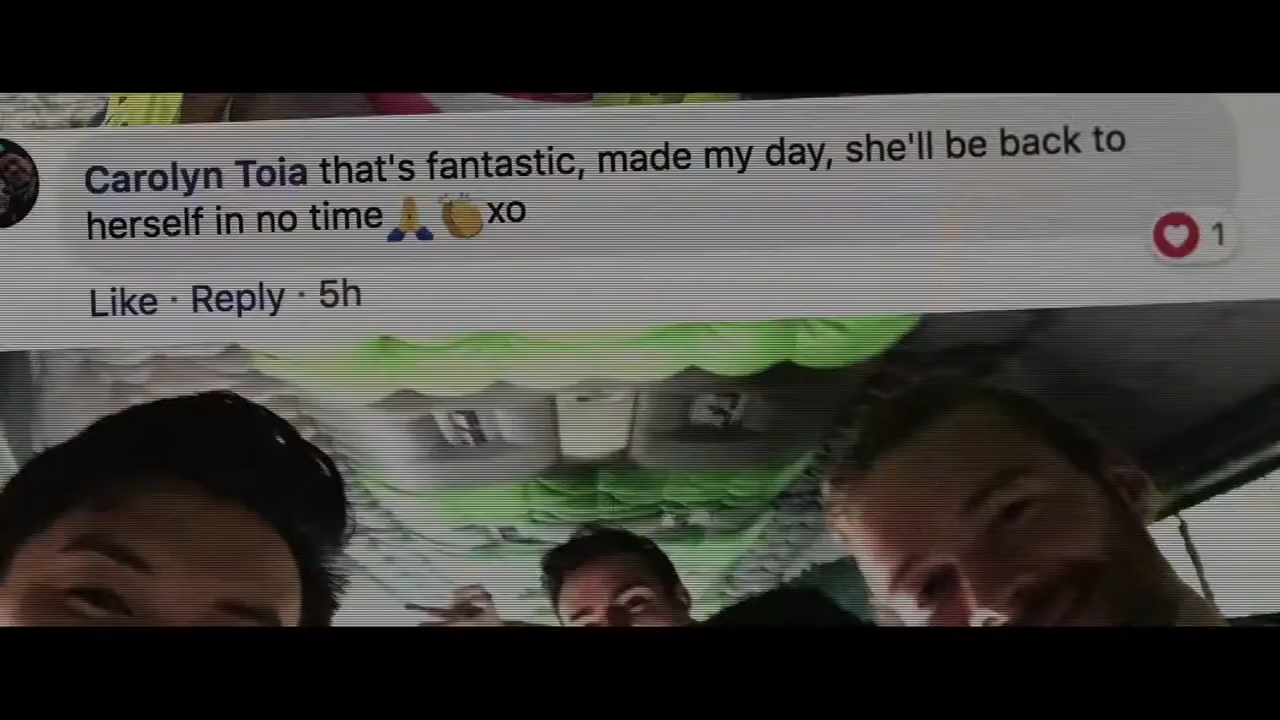 Carolyn Toia that's fantastic, made my day, she'll be back to
herself in no time🙏👏xo
1
Like · Reply · 5h